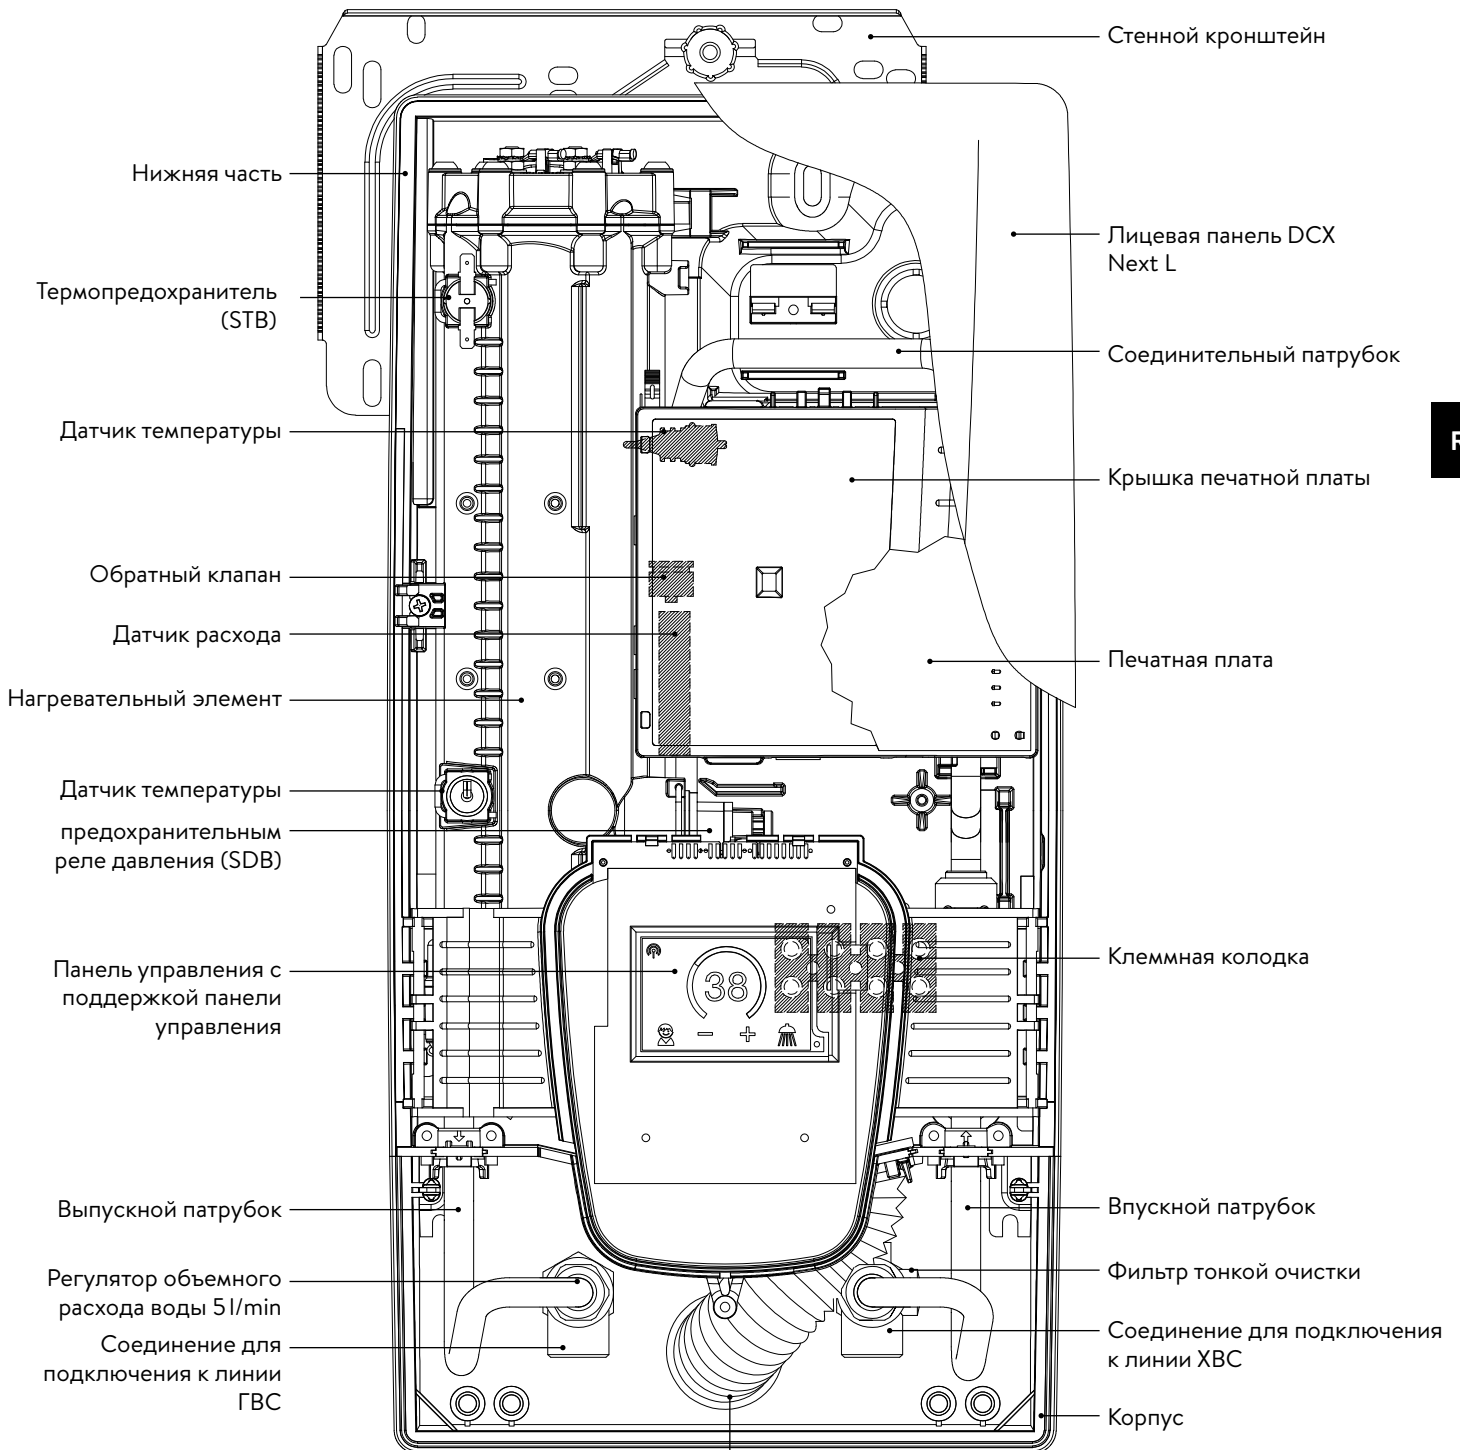 Стенной кронштейн
Нижняя часть
Лицевая панель DCX
Next L
Термопредохранитель
(STB)
Соединительный патрубок
Датчик температуры
Крышка печатной платы
Обратный клапан
Датчик расхода
Печатная плата
Нагревательный элемент
Датчик температуры
предохранительным
реле давления (SDB)
Клеммная колодка
Панель управления с
поддержкой панели
управления
38
Выпускной патрубок
Впускной патрубок
Регулятор объемного
расхода воды 5 l/min
Фильтр тонкой очистки
Соединение для
подключения к линии
ГВС
Соединение для подключения
к линии ХВС
Корпус